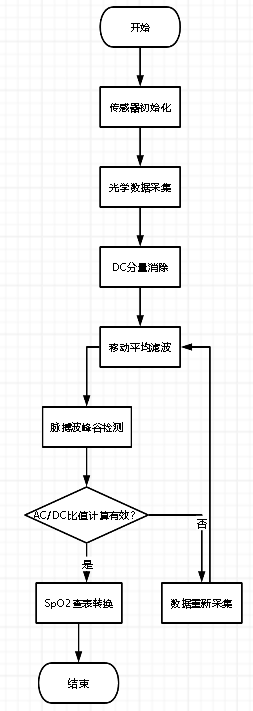 开始
传感器初始化
光学数据采集
DC分量消除
移动平均滤波
脉搏波峰谷检测
AC/DC比值计算有效？
否
是
SpO2查表转换
数据重新采集
结束